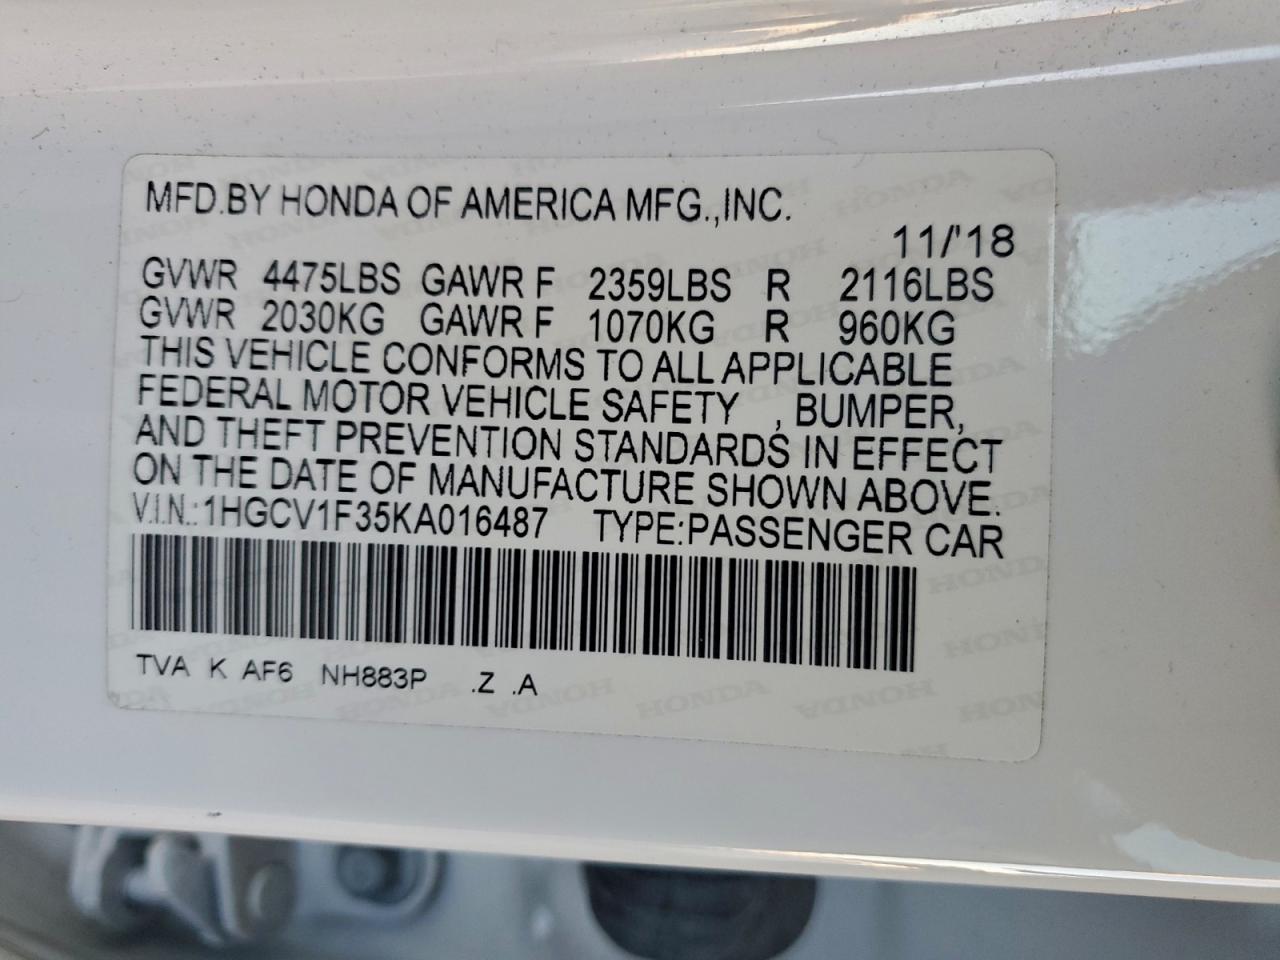 MFD.BY HONDA OF AMERICA MFG.,INC.
11/'18
GVWR 4475LBS GAWR F 2359LBS R 2116LBS
GVWR 2030KG GAWR F 1070KG R 960KG
THIS VEHICLE CONFORMS TO ALL APPLICABLE
FEDERAL MOTOR VEHICLE SAFETY , BUMPER,
AND THEFT PREVENTION STANDARDS IN EFFECT
ON THE DATE OF MANUFACTURE SHOWN ABOVE.
V.I.N.:1HGCV1F35KA016487 TYPE:PASSENGER CAR
TVA K AF6 NH883P .Z .A